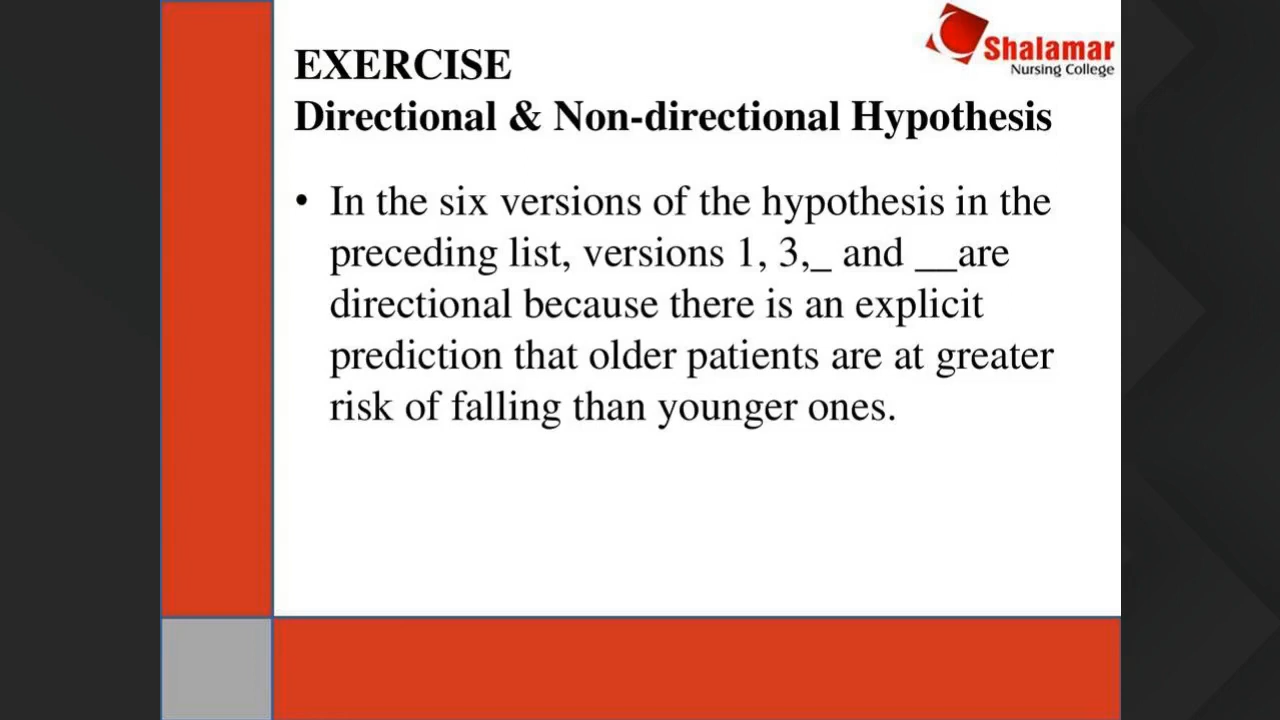 Shalamar
Nursing College
EXERCISE
Directional & Non-directional Hypothesis
• In the six versions of the hypothesis in the
preceding list, versions 1, 3,_ and __are
directional because there is an explicit
prediction that older patients are at greater
risk of falling than younger ones.